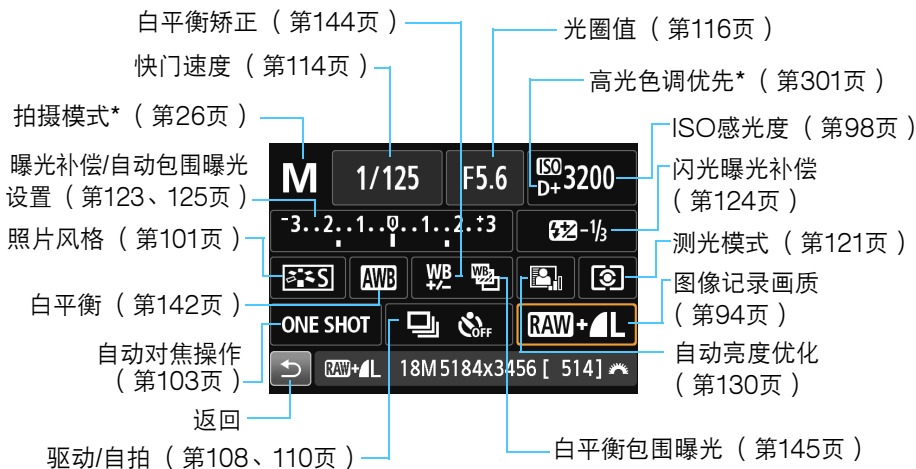 白平衡矫正（第144页）
光圈值（第116页）
快门速度（第114页）
高光色调优先*（第301页）
拍摄模式*（第26页）
ISO感光度（第98页）
曝光补偿/自动包围曝光
设置（第123、125页）
闪光曝光补偿
（第124页）
照片风格（第101页）
测光模式（第121页）
白平衡（第142页）
图像记录画质
（第94页）
自动对焦操作
（第103页）
自动亮度优化
（第130页）
返回
驱动/自拍（第108、110页）
白平衡包围曝光（第145页）
M 1/125 F5.6 ISO D+ 3200
-3..2..1..0..1..2.+3 -1/3
S AWB WB +/- WB
ONE SHOT OFF RAW+L
RAW+L 18M 5184x3456 [ 514]